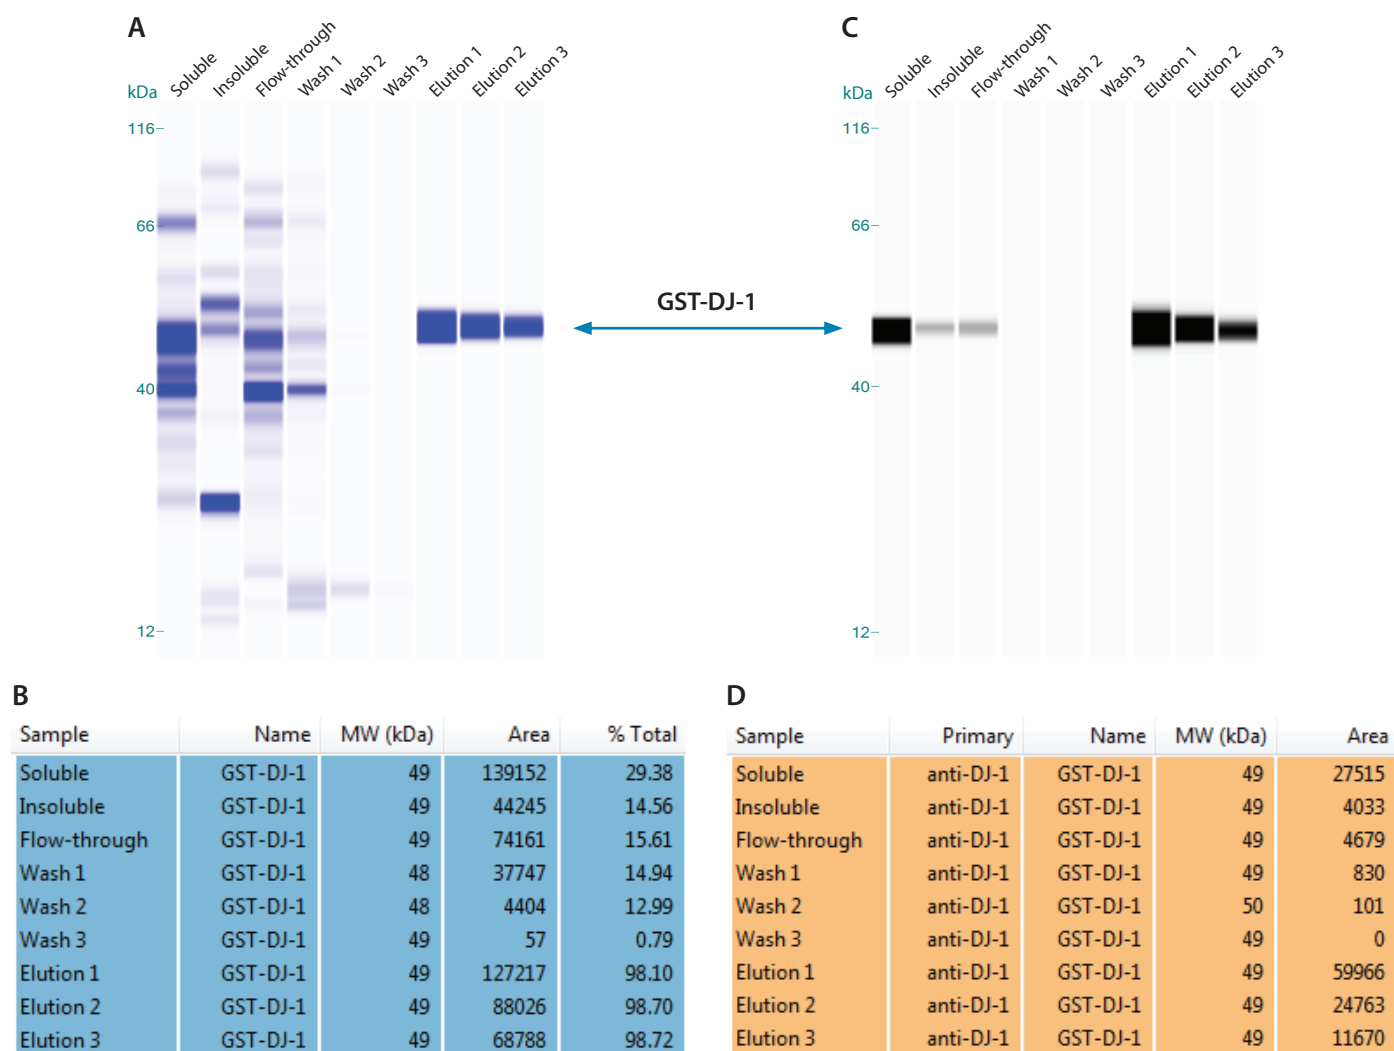 A
Soluble
Insoluble
Flow-through
Wash 1
Wash 2
Wash 3
Elution 1
Elution 2
Elution 3
kDa
116
66
40
12
GST-DJ-1
C
Soluble
Insoluble
Flow-through
Wash 1
Wash 2
Wash 3
Elution 1
Elution 2
Elution 3
kDa
116
66
40
12
B
Sample Name MW (kDa) Area % Total
Soluble GST-DJ-1 49 139152 29.38
Insoluble GST-DJ-1 49 44245 14.56
Flow-through GST-DJ-1 49 74161 15.61
Wash 1 GST-DJ-1 48 37747 14.94
Wash 2 GST-DJ-1 48 4404 12.99
Wash 3 GST-DJ-1 49 57 0.79
Elution 1 GST-DJ-1 49 127217 98.10
Elution 2 GST-DJ-1 49 88026 98.70
Elution 3 GST-DJ-1 49 68788 98.72
D
Sample Primary Name MW (kDa) Area
Soluble anti-DJ-1 GST-DJ-1 49 27515
Insoluble anti-DJ-1 GST-DJ-1 49 4033
Flow-through anti-DJ-1 GST-DJ-1 49 4679
Wash 1 anti-DJ-1 GST-DJ-1 49 830
Wash 2 anti-DJ-1 GST-DJ-1 50 101
Wash 3 anti-DJ-1 GST-DJ-1 49 0
Elution 1 anti-DJ-1 GST-DJ-1 49 59966
Elution 2 anti-DJ-1 GST-DJ-1 49 24763
Elution 3 anti-DJ-1 GST-DJ-1 49 11670